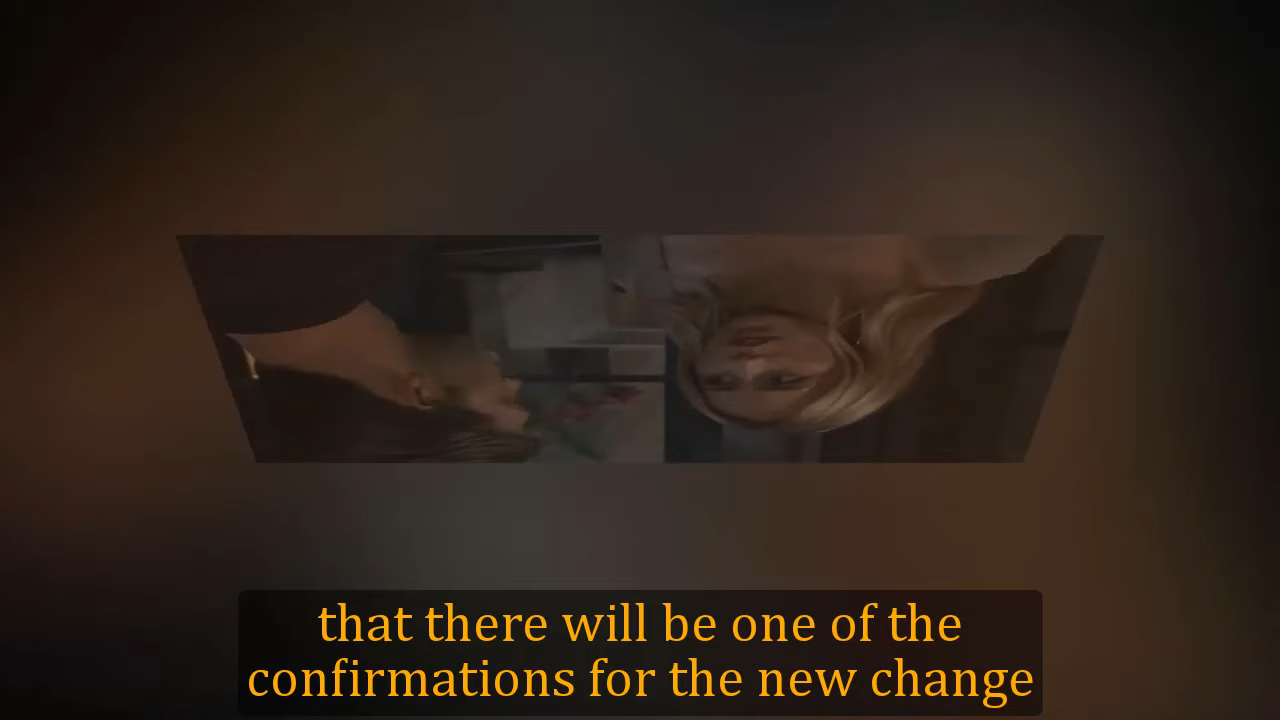 that there will be one of the
confirmations for the new change